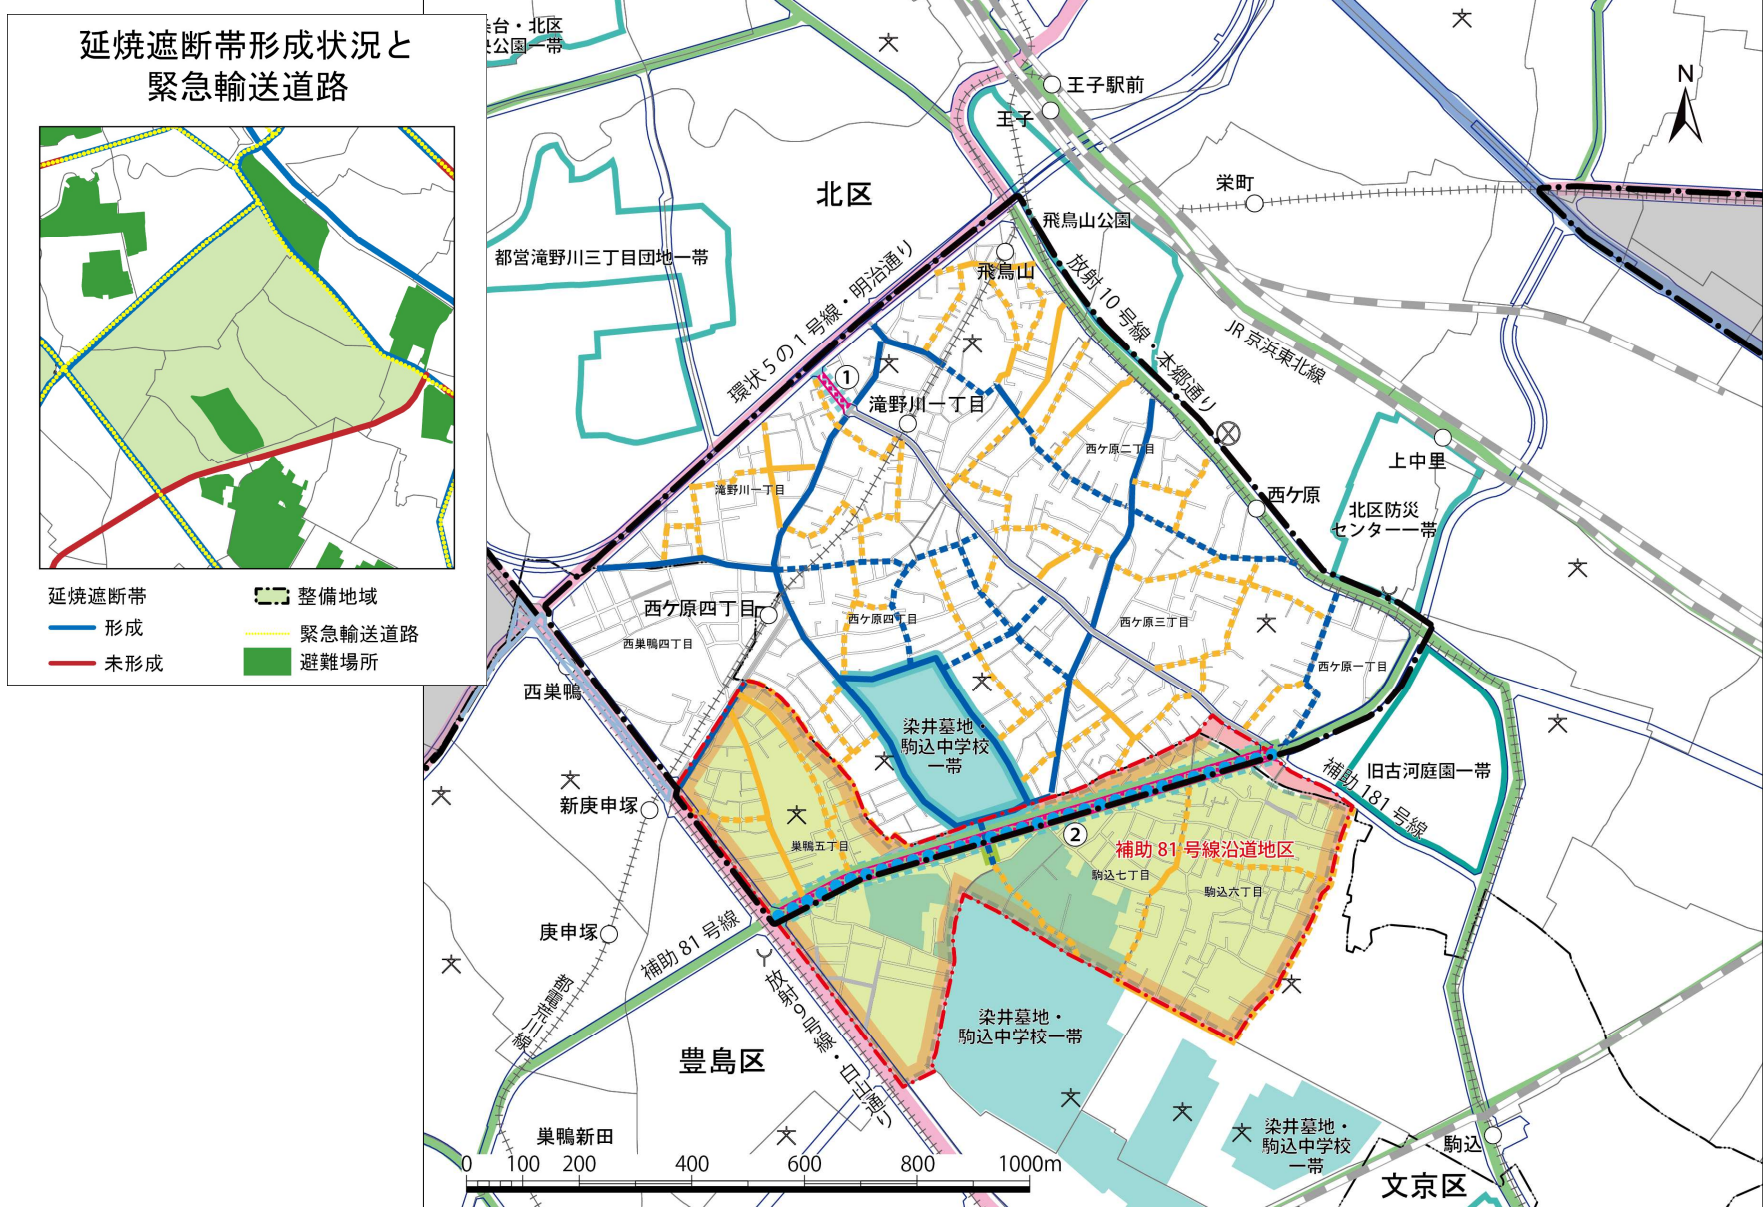 延焼遮断帯形成状況と
緊急輸送道路
延焼遮断帯
形成
未形成
整備地域
緊急輸送道路
避難場所
台・北区
公園一帯
王子駅前
王子
N
北区
栄町
飛鳥山公園
都営滝野川三丁目団地一帯
飛鳥山
環状5の1号線・明治通り
放射10号線・本郷通り
JR京浜東北線
①
滝野川一丁目
西ケ原二丁目
上中里
滝野川一丁目
西ケ原
北区防災
センター一帯
西ケ原四丁目
西ケ原四丁目
西ケ原三丁目
西巣鴨四丁目
西ケ原一丁目
西巣鴨
染井墓地・
駒込中学校
一帯
旧古河庭園一帯
補助181号線
新庚申塚
②
巣鴨五丁目
補助81号線沿道地区
駒込七丁目
駒込六丁目
庚申塚
補助81号線
都電荒川線
放射9号線・白山通り
染井墓地・
駒込中学校一帯
豊島区
巣鴨新田
染井墓地・
駒込中学校
一帯
駒込
文京区
0 100 200 400 600 800 1000m